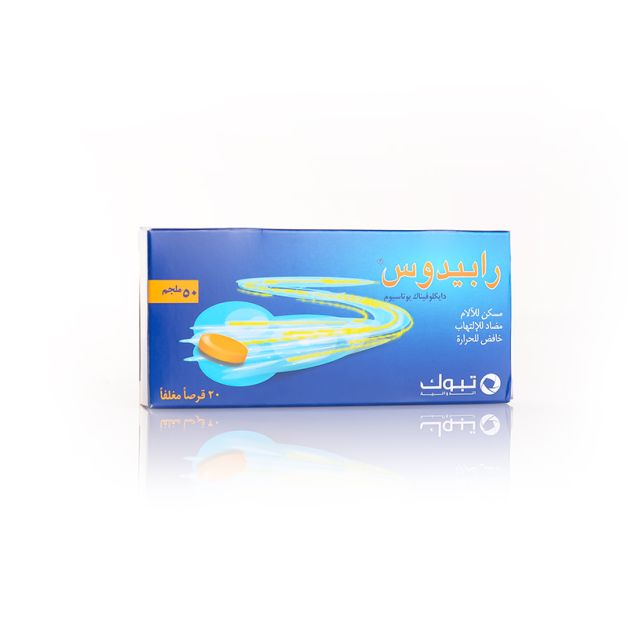 رابيدوس
دايكلوفيناك بوتاسيوم
٥٠ ملجم
مسكن للآلام
مضاد للإلتهاب
خافض للحرارة
تبوك
٢٠ قرصاً مغلفاً